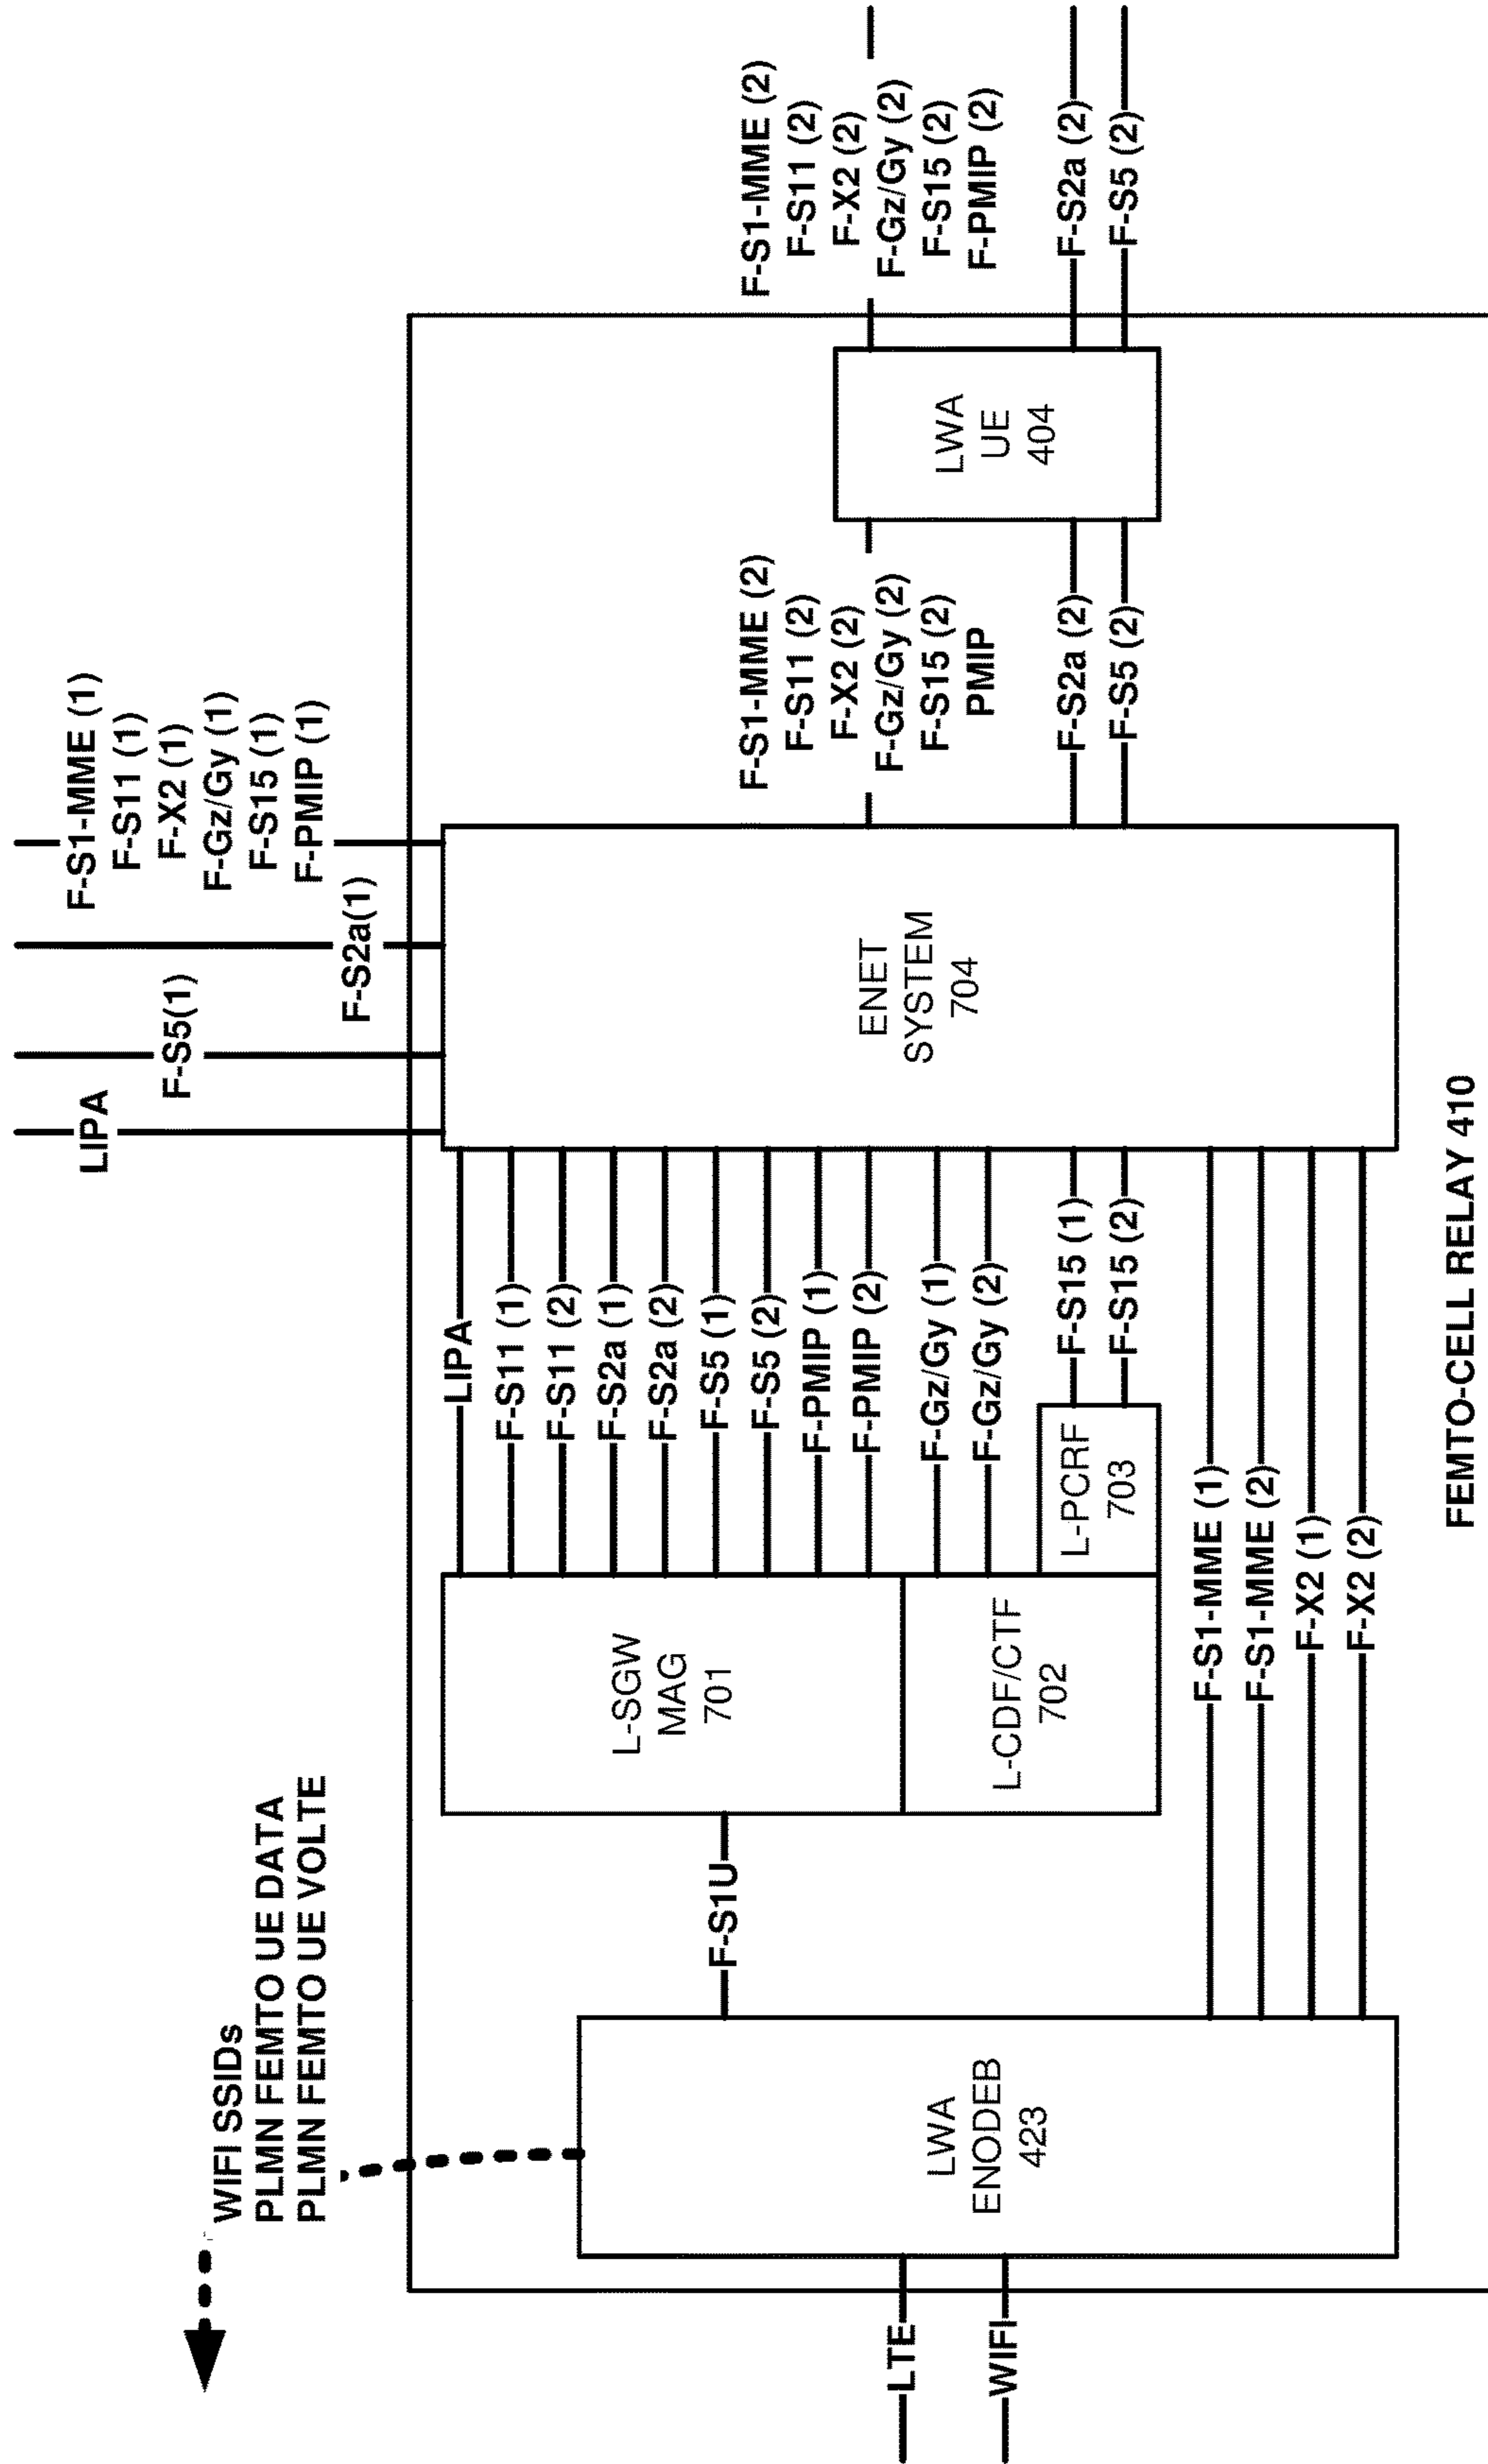 WIFI SSIDs
PLMN FEMTO UE DATA
PLMN FEMTO UE VOLTE
LIPA
F-S5(1)
F-S2a(1)
F-S1-MME (1)
F-S11 (1)
F-X2 (1)
F-Gz/Gy (1)
F-S15 (1)
F-PMIP (1)
LTE
WIFI
LWA
ENODEB
423
F-S1U
L-SGW
MAG
701
L-CDF/CTF
702
L-PCRF
703
LIPA
F-S11 (1)
F-S11 (2)
F-S2a (1)
F-S2a (2)
F-S5 (1)
F-S5 (2)
F-PMIP (1)
F-PMIP (2)
F-Gz/Gy (1)
F-Gz/Gy (2)
F-S15 (1)
F-S15 (2)
F-S1-MME (1)
F-S1-MME (2)
F-X2 (1)
F-X2 (2)
ENET
SYSTEM
704
F-S1-MME (2)
F-S11 (2)
F-X2 (2)
F-Gz/Gy (2)
F-S15 (2)
PMIP
F-S2a (2)
F-S5 (2)
LWA
UE
404
F-S1-MME (2)
F-S11 (2)
F-X2 (2)
F-Gz/Gy (2)
F-S15 (2)
F-PMIP (2)
F-S2a (2)
F-S5 (2)
FEMTO-CELL RELAY 410